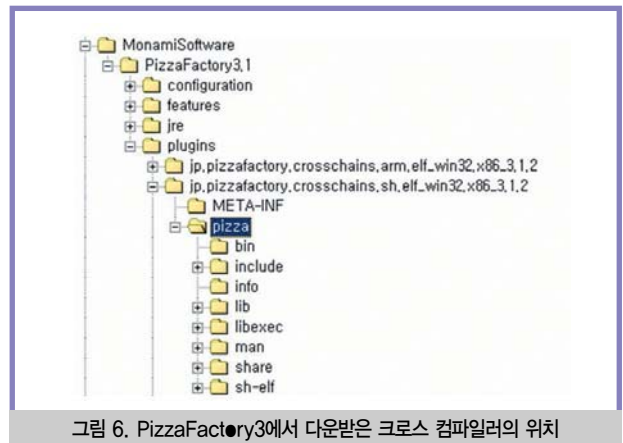 MonamiSoftware
PizzaFactory3.1
configuration
features
jre
plugins
jp.pizzafactory.crosschains.arm.elf_win32.x86_3.1.2
jp.pizzafactory.crosschains.sh.elf_win32.x86_3.1.2
META-INF
pizza
bin
include
info
lib
libexec
man
share
sh-elf
그림 6. PizzaFact●ry3에서 다운받은 크로스 컴파일러의 위치